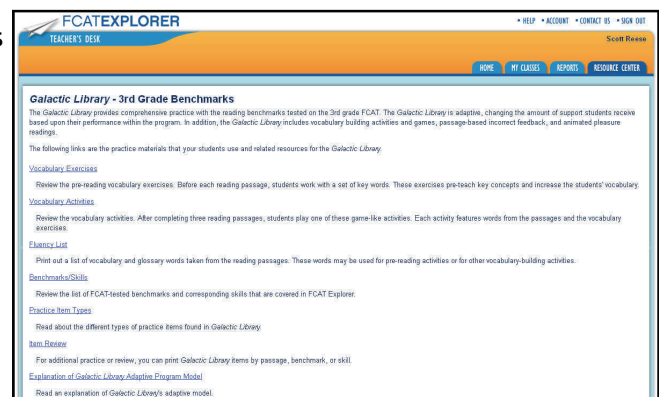 s
FCATEXPLORER
• HELP • ACCOUNT • CONTACT US • SIGN OUT
TEACHER'S DESK
Scott Reese
HOME MY CLASSES REPORTS RESOURCE CENTER
Galactic Library - 3rd Grade Benchmarks
The Galactic Library provides comprehensive practice with the reading benchmarks tested on the 3rd grade FCAT. The Galactic Library is adaptive, changing the amount of support students receive
based upon their performance within the program. In addition, the Galactic Library includes vocabulary building activities and games, passage-based incorrect feedback, and animated pleasure
readings.
The following links are the practice materials that your students use and related resources for the Galactic Library.
Vocabulary Exercises
Review the pre-reading vocabulary exercises. Before each reading passage, students work with a set of key words. These exercises pre-teach key concepts and increase the students' vocabulary.
Vocabulary Activities
Review the vocabulary activities. After completing three reading passages, students play one of these game-like activities. Each activity features words from the passages and the vocabulary
exercises.
Fluency List
Print out a list of vocabulary and glossary words taken from the reading passages. These words may be used for pre-reading activities or for other vocabulary-building activities.
Benchmarks/Skills
Review the list of FCAT-tested benchmarks and corresponding skills that are covered in FCAT Explorer.
Practice Item Types
Read about the different types of practice items found in Galactic Library.
Item Review
For additional practice or review, you can print Galactic Library items by passage, benchmark, or skill.
Explanation of Galactic Library Adaptive Program Model
Read an explanation of Galactic Library's adaptive model.